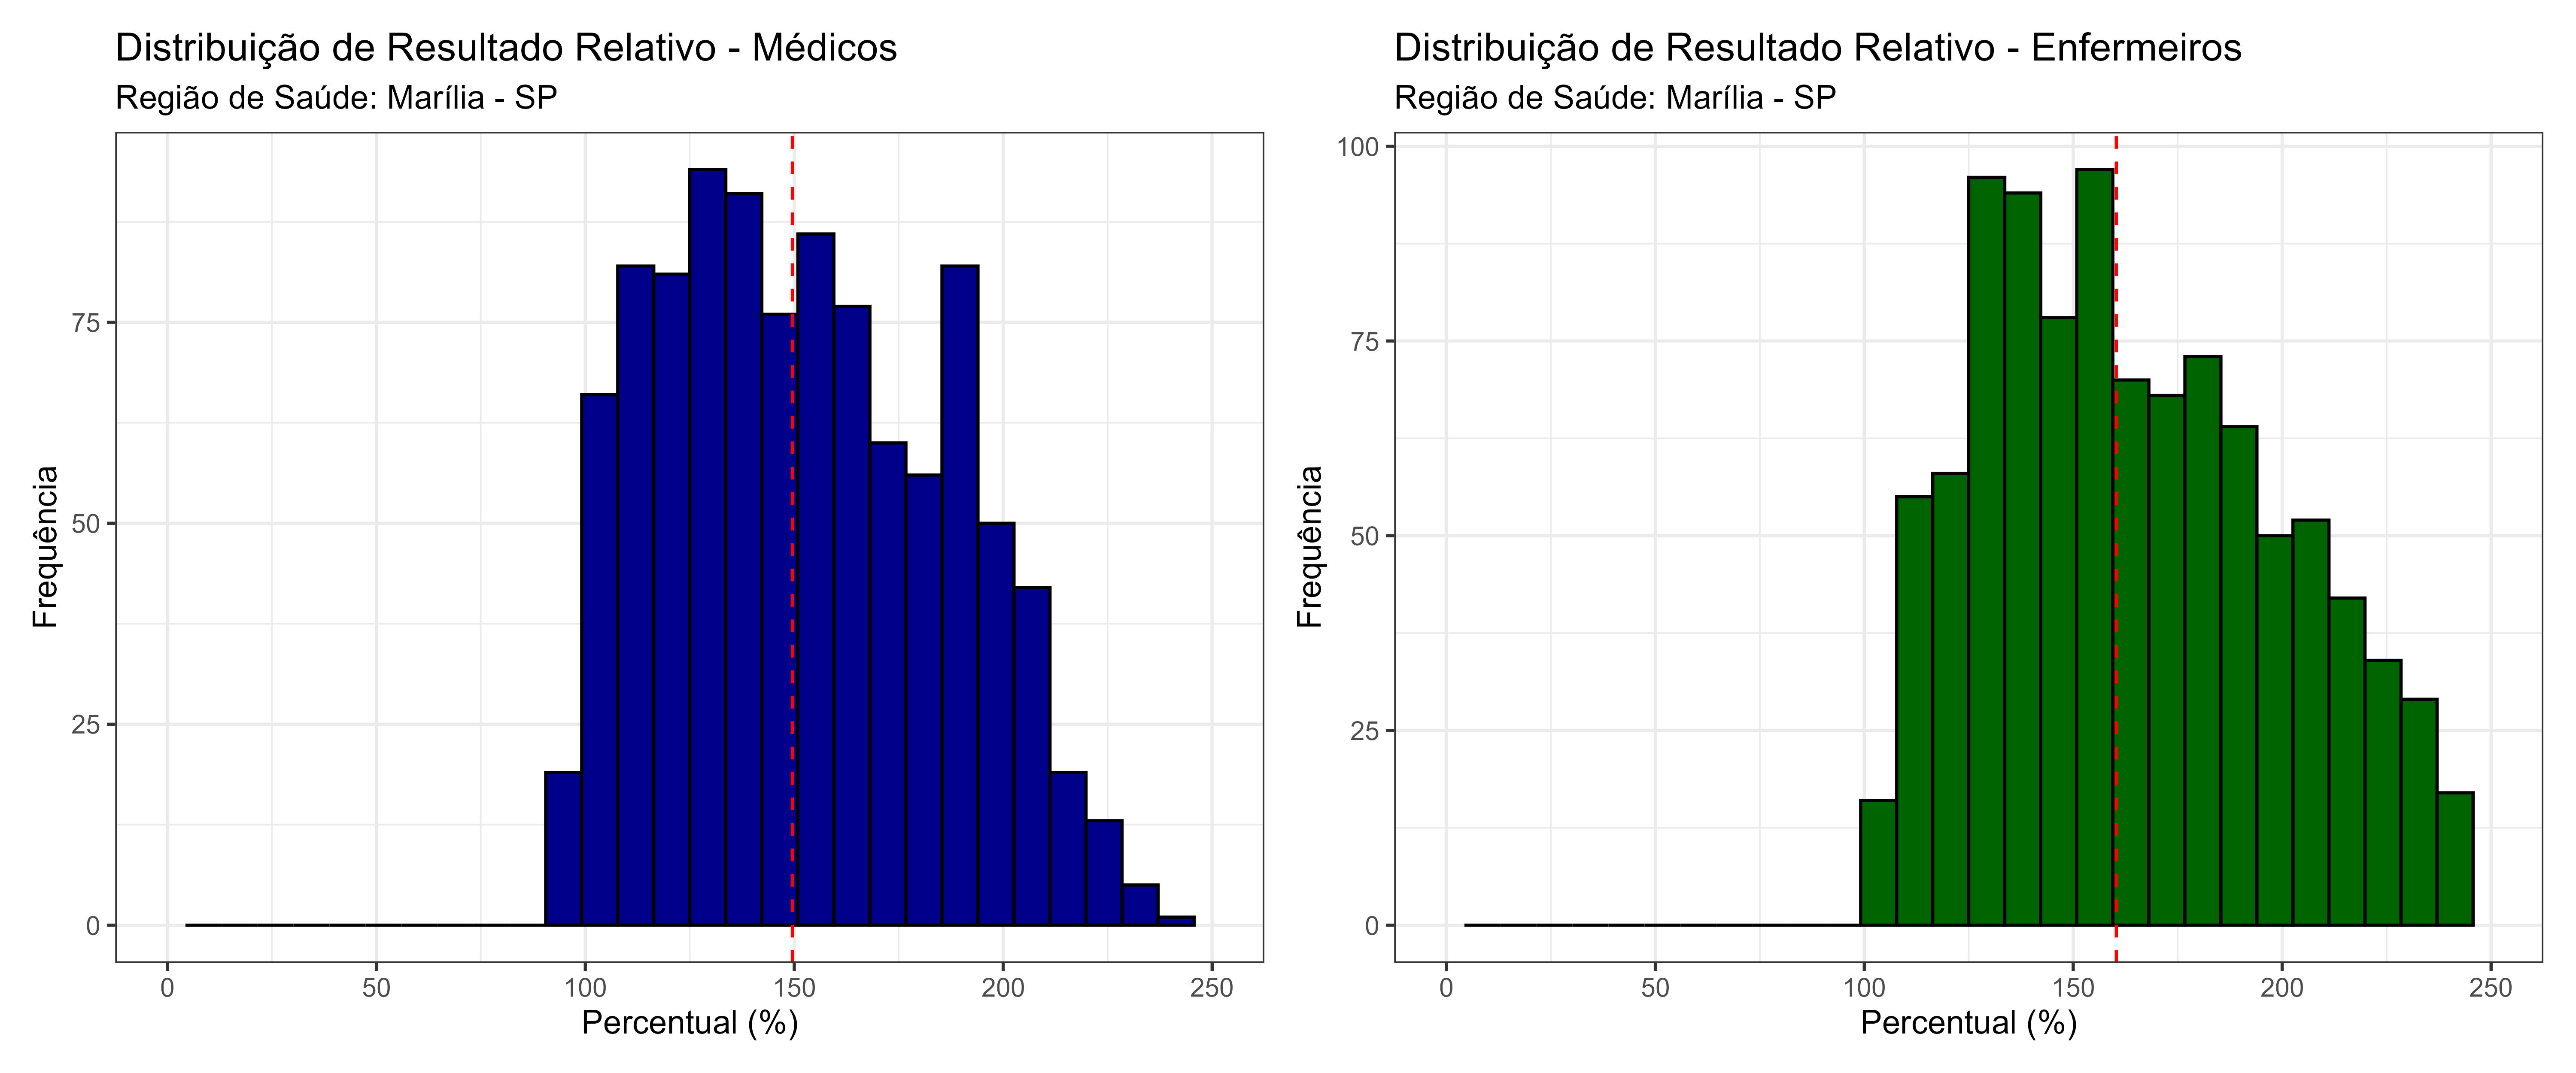 Distribuição de Resultado Relativo - Médicos
Região de Saúde: Marília - SP
Frequência
75
50
25
0
0 50 100 150 200 250
Percentual (%)
Distribuição de Resultado Relativo - Enfermeiros
Região de Saúde: Marília - SP
Frequência
100
75
50
25
0
0 50 100 150 200 250
Percentual (%)